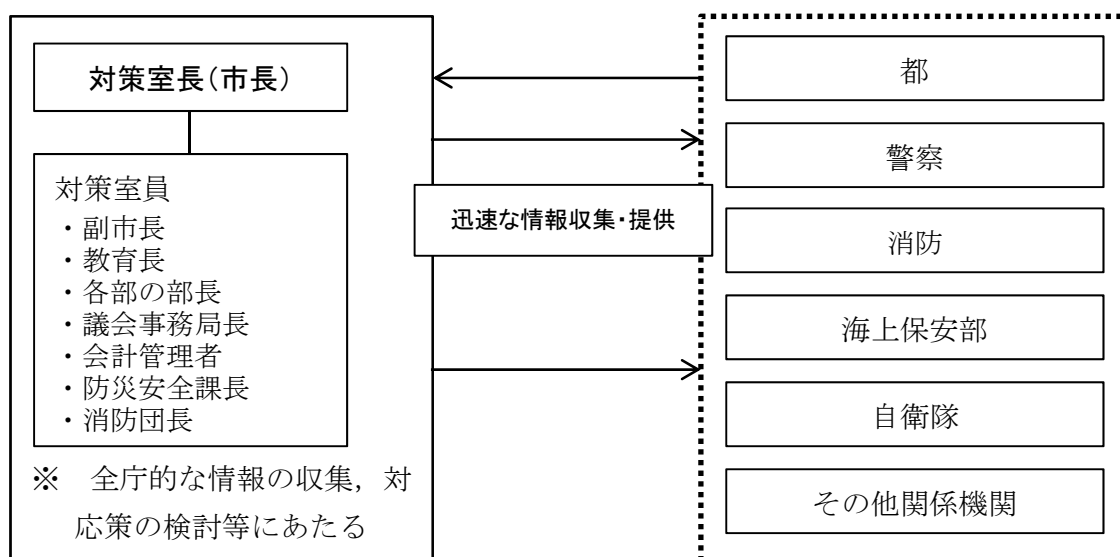 対策室長（市長）
対策室員
・副市長
・教育長
・各部の部長
・議会事務局長
・会計管理者
・防災安全課長
・消防団長
※　全庁的な情報の収集，対
応策の検討等にあたる
迅速な情報収集・提供
都
警察
消防
海上保安部
自衛隊
その他関係機関